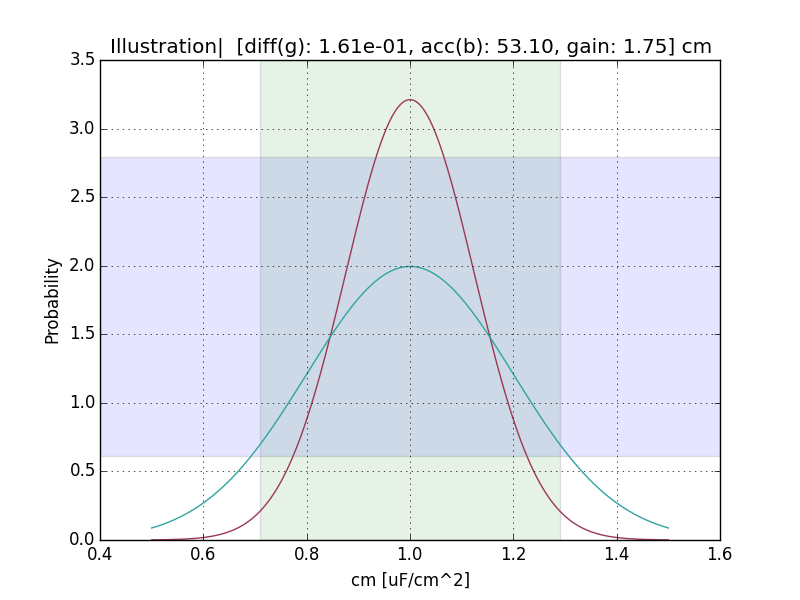 Illustration|  [diff(g): 1.61e-01, acc(b): 53.10, gain: 1.75] cm
3.5
3.0
2.5
2.0
1.5
1.0
0.5
0.0
Probability
0.4 0.6 0.8 1.0 1.2 1.4 1.6
cm [uF/cm^2]